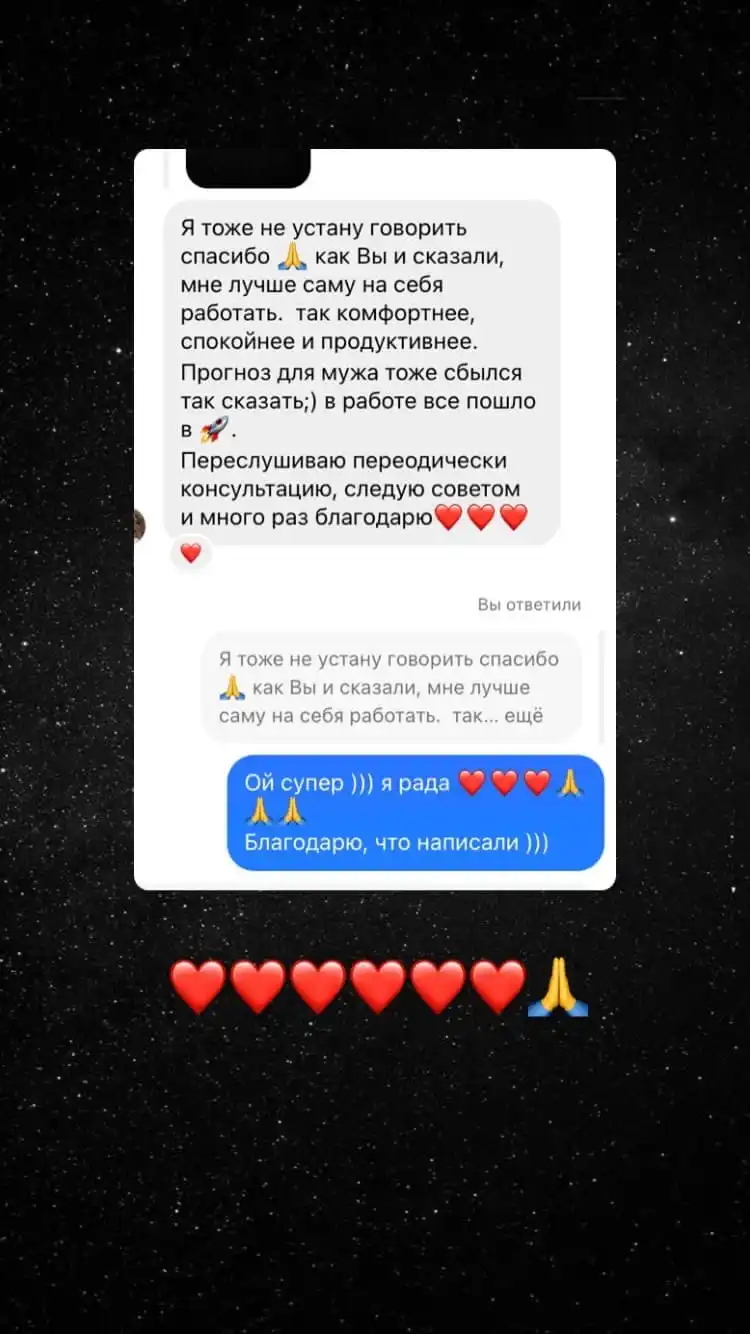 Я тоже не устану говорить
спасибо 🙏 как Вы и сказали,
мне лучше саму на себя
работать.  так комфортнее,
спокойнее и продуктивнее.
Прогноз для мужа тоже сбылся
так сказать;) в работе все пошло
в 🚀.
Переслушиваю переодически
консультацию, следую советом
и много раз благодарю❤️❤️❤️
❤️
Вы ответили
Я тоже не устану говорить спасибо
🙏 как Вы и сказали, мне лучше
саму на себя работать.  так... ещё
Ой супер ))) я рада ❤️❤️❤️🙏
🙏🙏
Благодарю, что написали )))
❤️❤️❤️❤️❤️❤️🙏